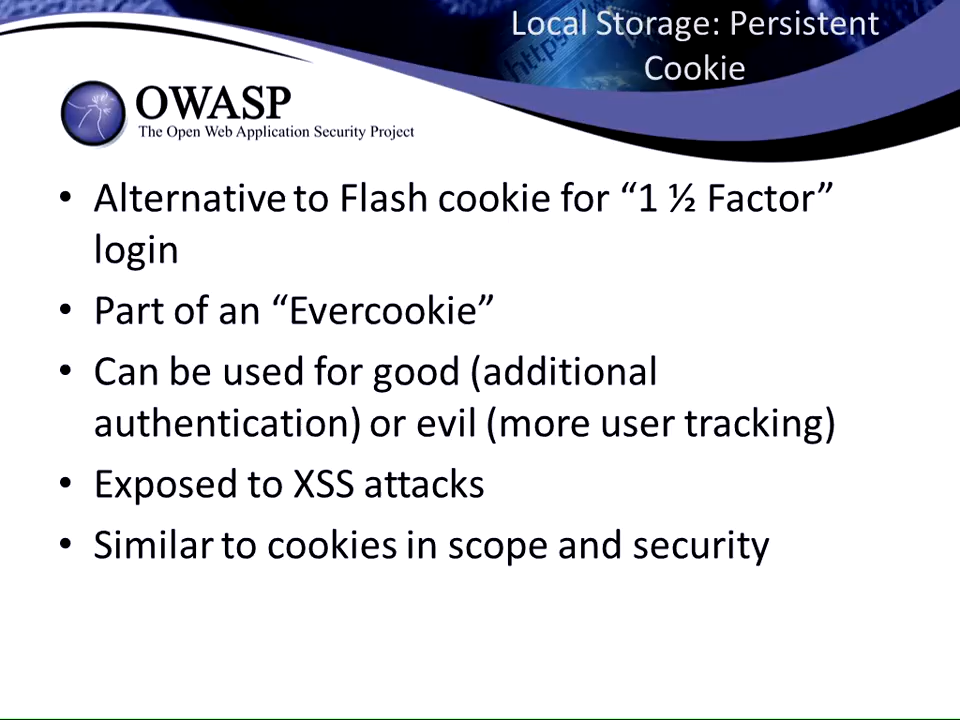 Local Storage: Persistent
Cookie
OWASP
The Open Web Application Security Project
• Alternative to Flash cookie for “1 ½ Factor”
login
• Part of an “Evercookie”
• Can be used for good (additional
authentication) or evil (more user tracking)
• Exposed to XSS attacks
• Similar to cookies in scope and security
https